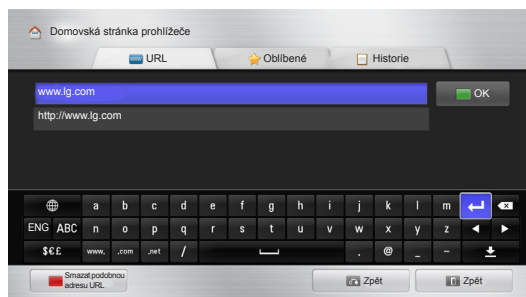 Domovská stránka prohlížeče
URL
Oblíbené
Historie
www.lg.com
OK
http://www.lg.com
a b c d e f g h i j k l m
ENG ABC n o p q r s t u v w x y z
$€£ www. .com .net / . @ _ -
Smazat podobnou
adresu URL
Zpět
Zpět